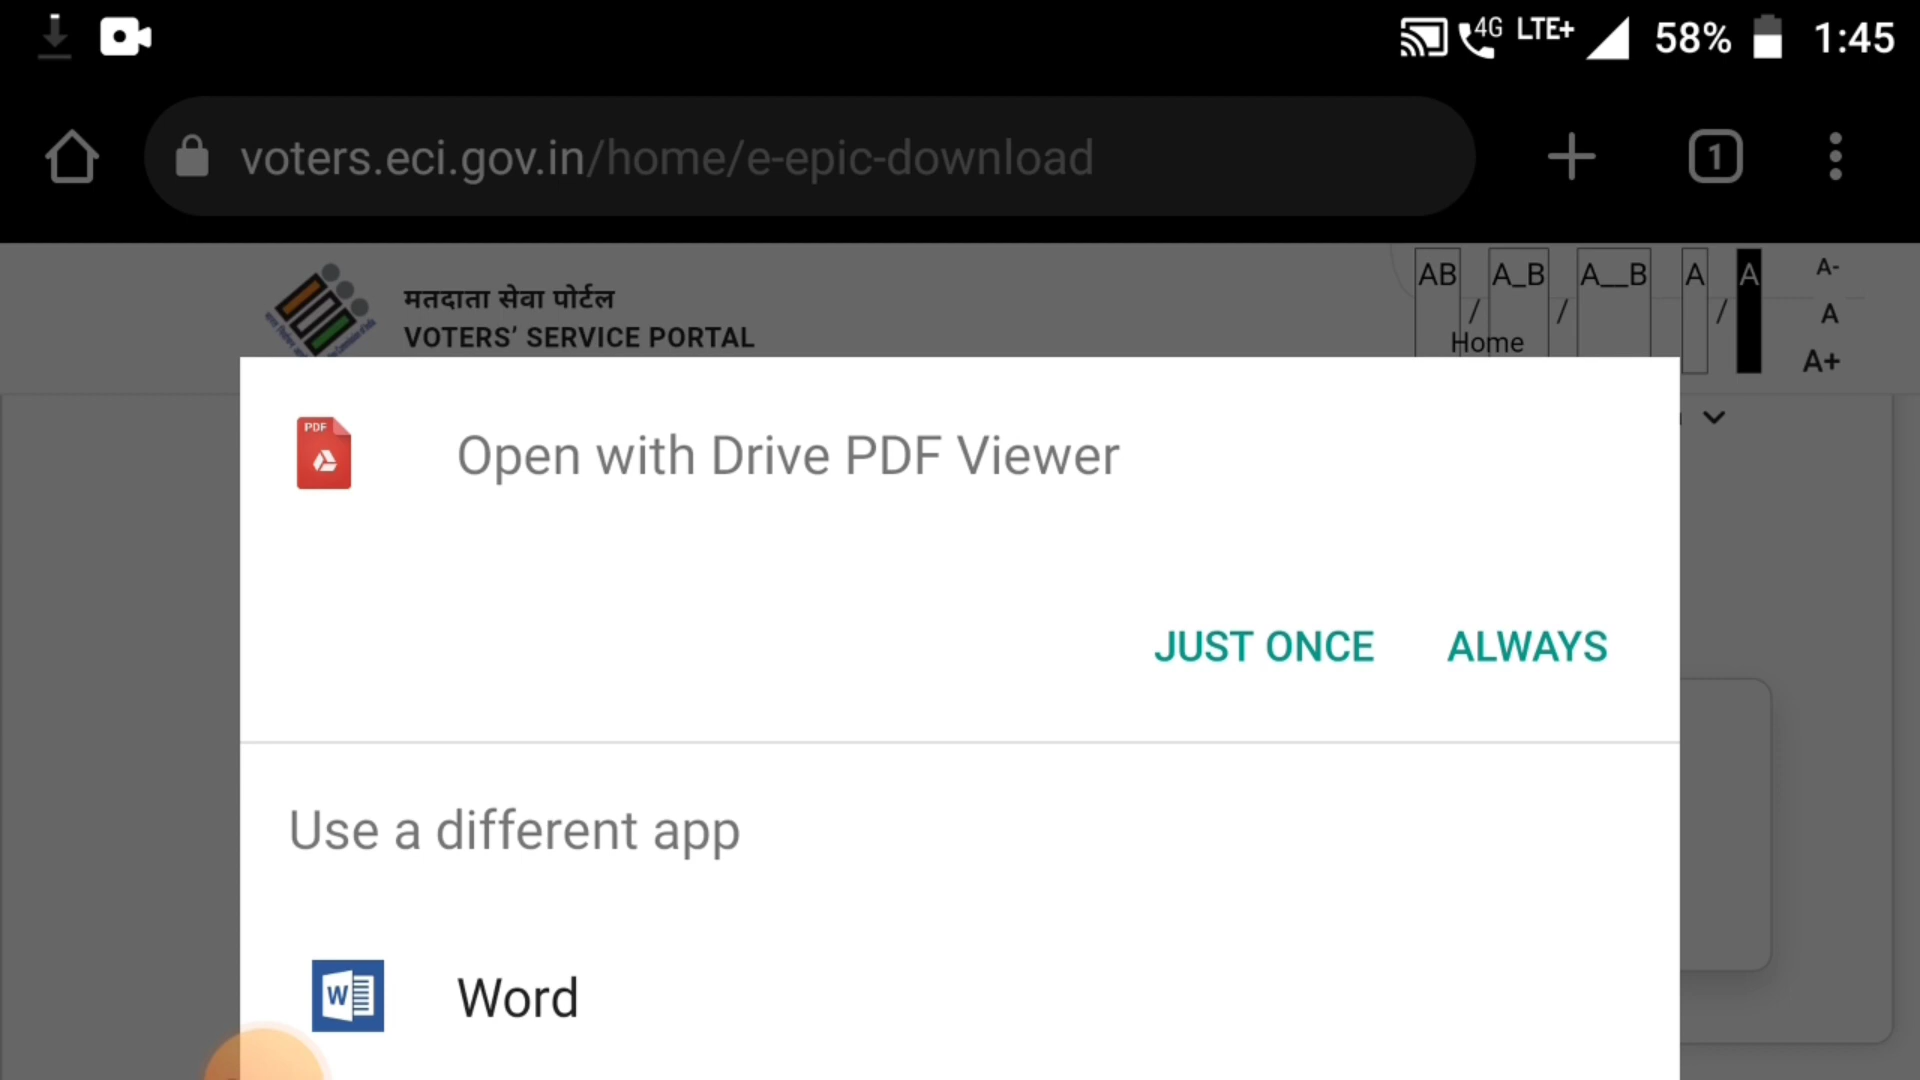 4G LTE+ 58% 1:45
voters.eci.gov.in/home/e-epic-download
1
मतदाता सेवा पोर्टल
VOTERS’ SERVICE PORTAL
AB / A_B / A__B A / A
A-
A
A+
Home
PDF
Open with Drive PDF Viewer
JUST ONCE ALWAYS
Use a different app
W
Word